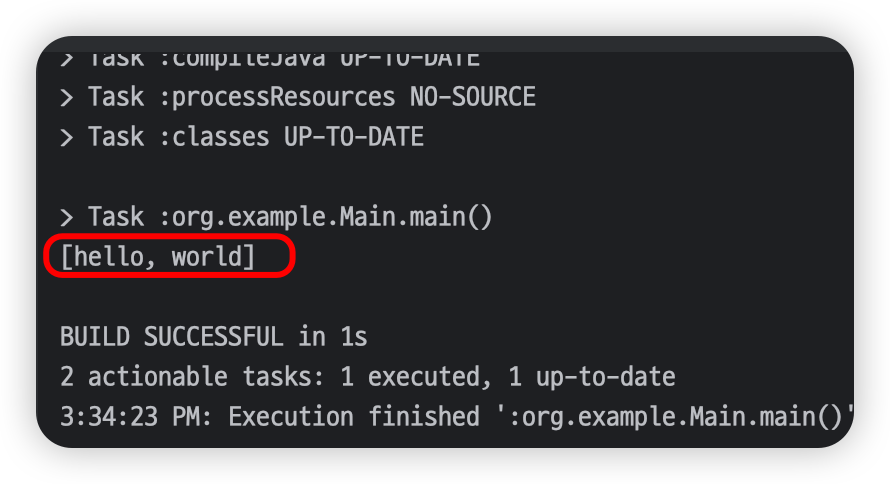 > Task :compileJava UP-TO-DATE
> Task :processResources NO-SOURCE
> Task :classes UP-TO-DATE
> Task :org.example.Main.main()
[hello, world]
BUILD SUCCESSFUL in 1s
2 actionable tasks: 1 executed, 1 up-to-date
3:34:23 PM: Execution finished ':org.example.Main.main()'